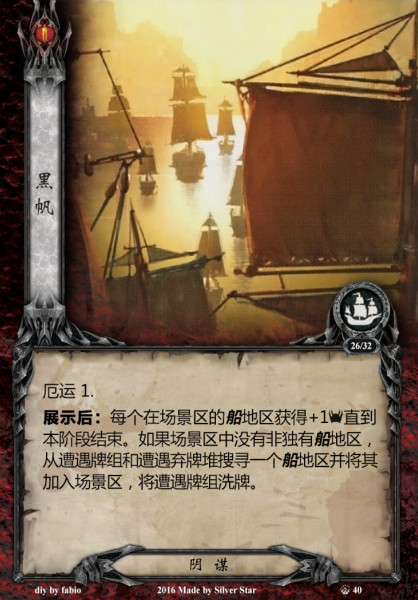 黑帆
26/32
厄运 1.
展示后：每个在场景区的船地区获得+1直到
本阶段结束。如果场景区中没有非独有船地区，
从遭遇牌组和遭遇弃牌堆搜寻一个船地区并将其
加入场景区，将遭遇牌组洗牌。
阴 谋
diy by fabio 2016 Made by Silver Star 40